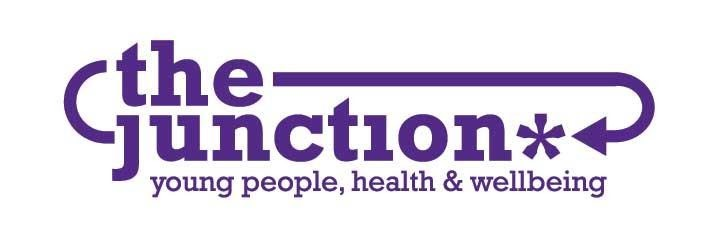 the
junction*
young people, health & wellbeing